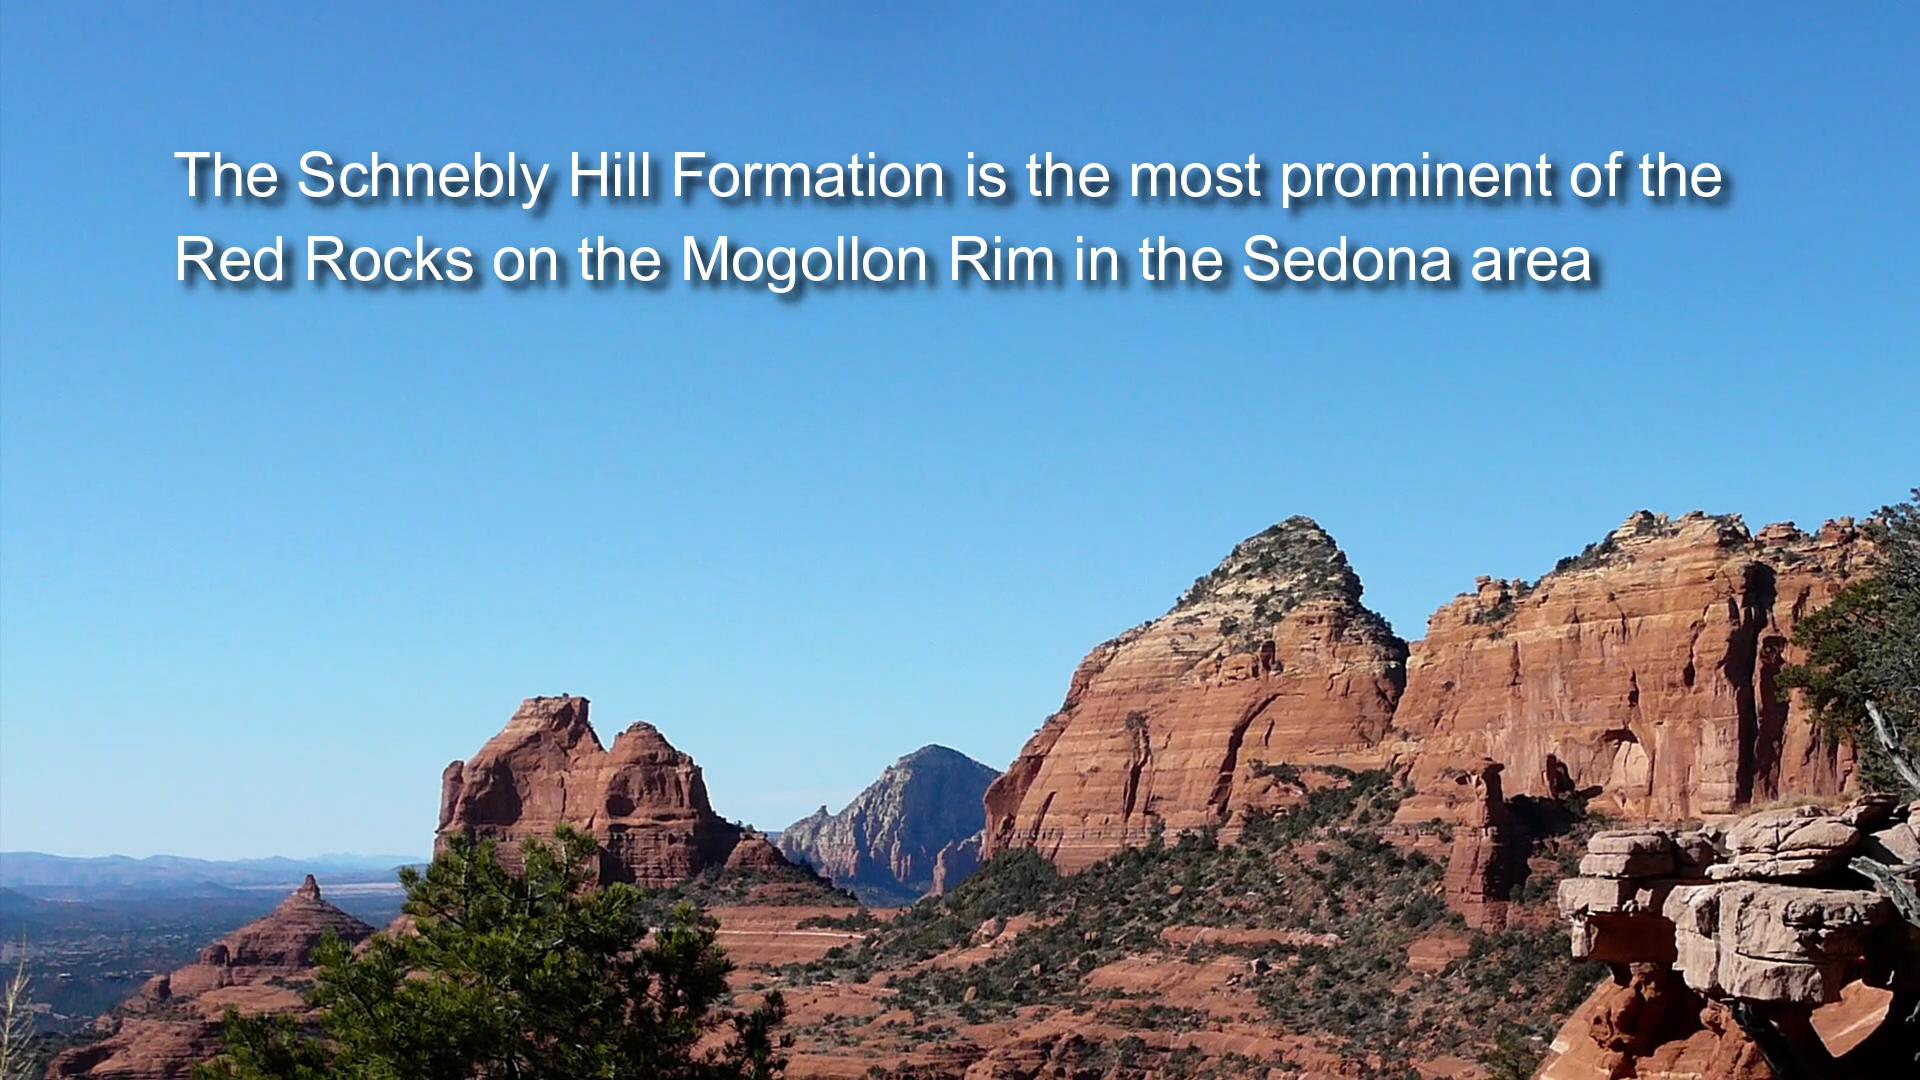 The Schnebly Hill Formation is the most prominent of the
Red Rocks on the Mogollon Rim in the Sedona area